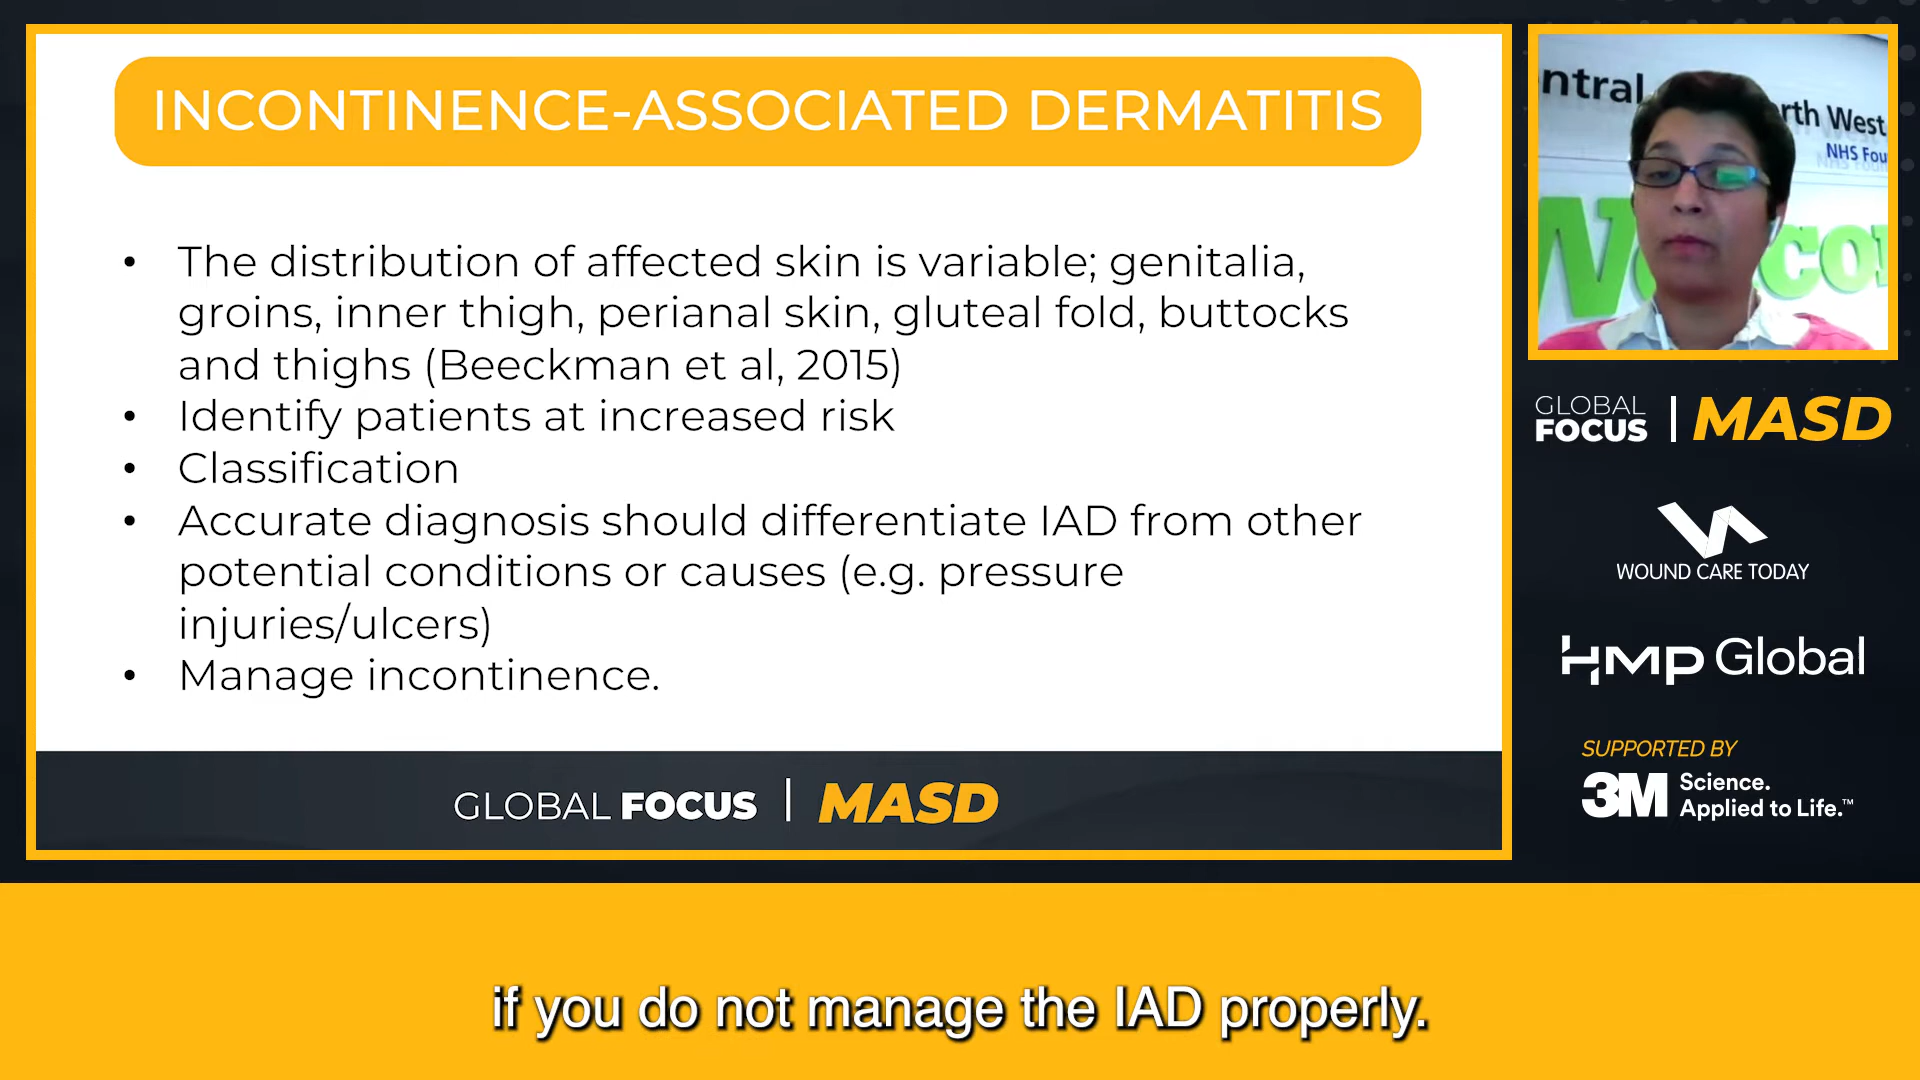 INCONTINENCE-ASSOCIATED DERMATITIS
• The distribution of affected skin is variable; genitalia,
groins, inner thigh, perianal skin, gluteal fold, buttocks
and thighs (Beeckman et al, 2015)
• Identify patients at increased risk
• Classification
• Accurate diagnosis should differentiate IAD from other
potential conditions or causes (e.g. pressure
injuries/ulcers)
• Manage incontinence.
GLOBAL FOCUS | MASD
ntral
rth West
NHS Fou
GLOBAL
FOCUS | MASD
WOUND CARE TODAY
HMP Global
SUPPORTED BY
3M Science.
Applied to Life.™
if you do not manage the IAD properly.